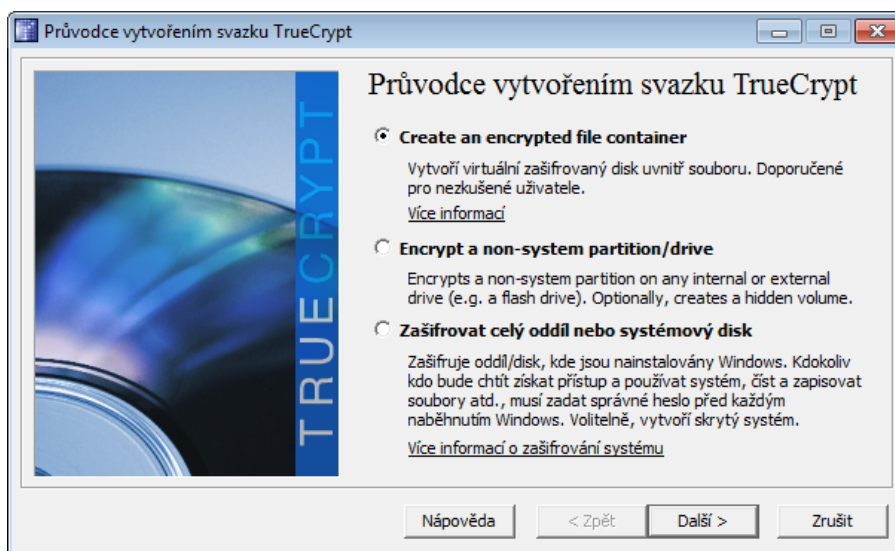 Průvodce vytvořením svazku TrueCrypt
TRUECRYPT
Průvodce vytvořením svazku TrueCrypt
Create an encrypted file container
Vytvoří virtuální zašifrovaný disk uvnitř souboru. Doporučené
pro nezkušené uživatele.
Více informací
Encrypt a non-system partition/drive
Encrypts a non-system partition on any internal or external
drive (e.g. a flash drive). Optionally, creates a hidden volume.
Zašifrovat celý oddíl nebo systémový disk
Zašifruje oddíl/disk, kde jsou nainstalovány Windows. Kdokoliv
kdo bude chtít získat přístup a používat systém, číst a zapisovat
soubory atd., musí zadat správné heslo před každým
naběhnutím Windows. Volitelně, vytvoří skrytý systém.
Více informací o zašifrování systému
Nápověda
< Zpět
Další >
Zrušit